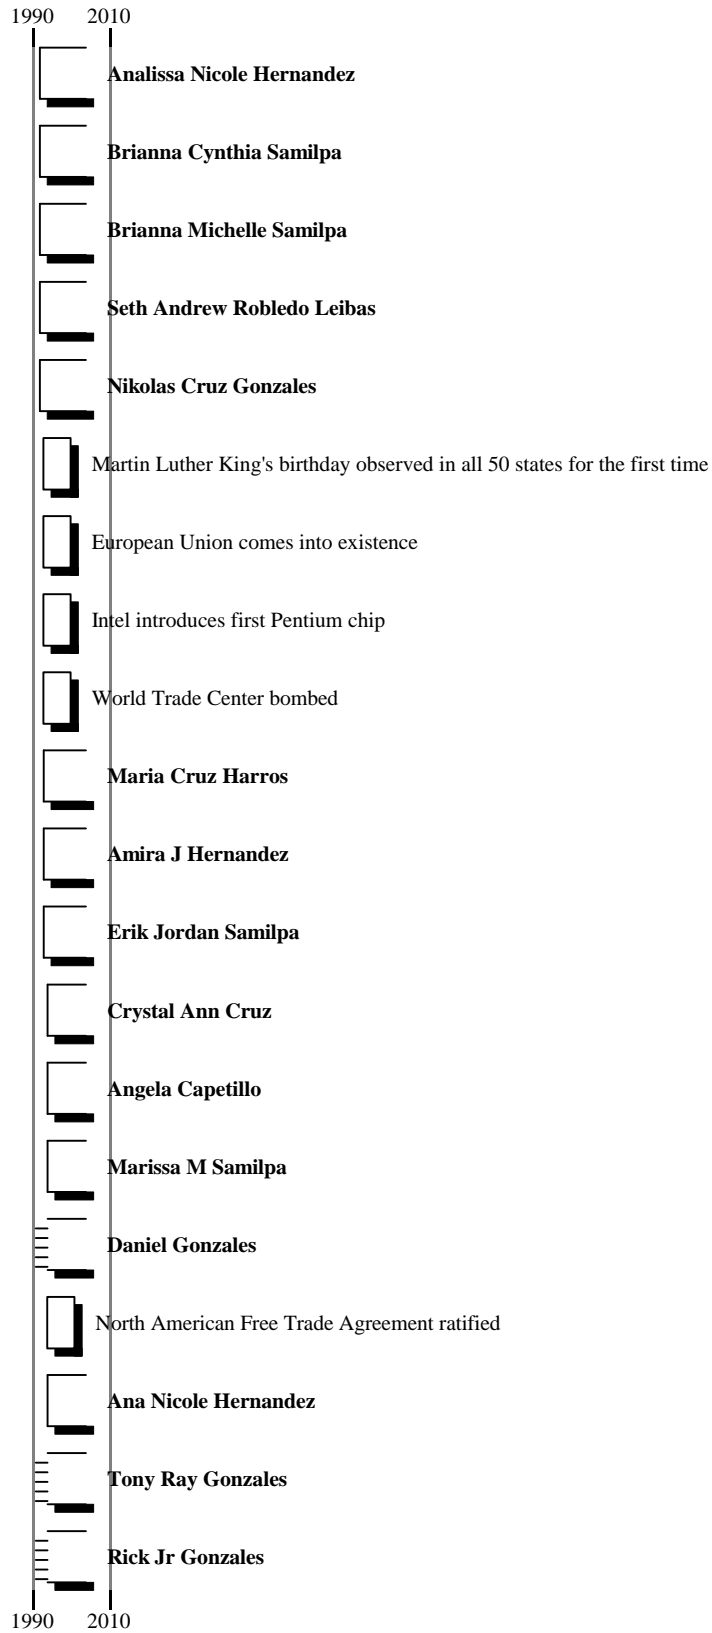 1990 2010
Analissa Nicole Hernandez
Brianna Cynthia Samilpa
Brianna Michelle Samilpa
Seth Andrew Robledo Leibas
Nikolas Cruz Gonzales
Martin Luther King's birthday observed in all 50 states for the first time
European Union comes into existence
Intel introduces first Pentium chip
World Trade Center bombed
Maria Cruz Harros
Amira J Hernandez
Erik Jordan Samilpa
Crystal Ann Cruz
Angela Capetillo
Marissa M Samilpa
Daniel Gonzales
North American Free Trade Agreement ratified
Ana Nicole Hernandez
Tony Ray Gonzales
Rick Jr Gonzales
1990 2010